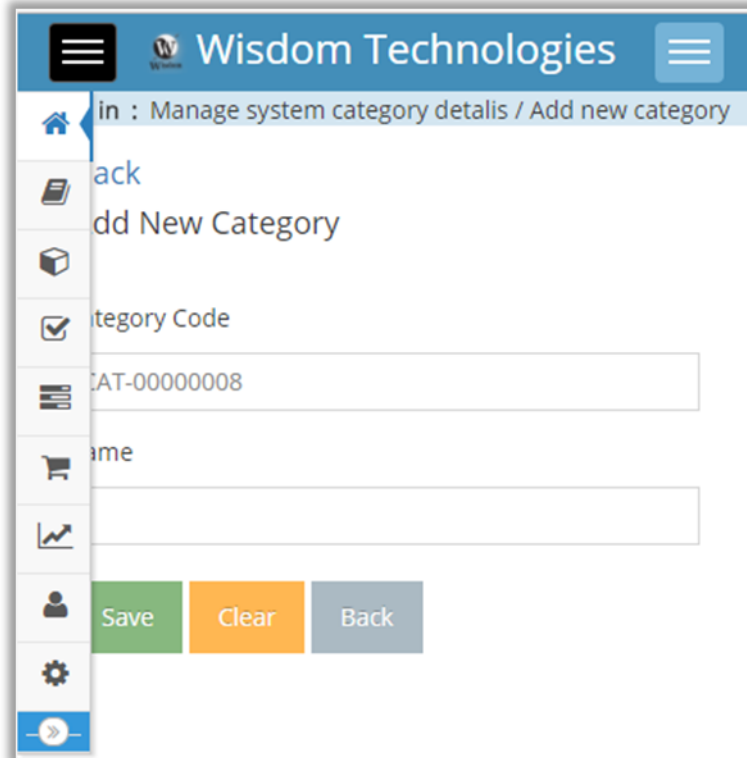 Wisdom Technologies
in : Manage system category detalis / Add new category
ack
dd New Category
tegory Code
CAT-00000008
ame
Save
Clear
Back